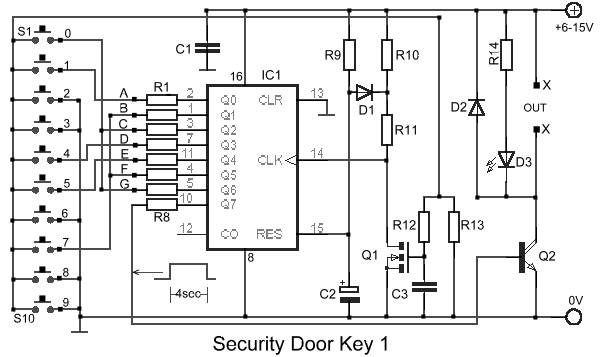 S1
0
1
2
3
4
5
6
7
8
9
S10
A
B
C
D
E
F
G
R1
R8
2
1
3
7
11
4
5
10
12
C1
16
IC1
Q0
Q1
Q2
Q3
Q4
Q5
Q6
Q7
CO
CLR
CLK
RES
13
14
15
8
4sec
R9
R10
D1
R11
R12
R13
Q1
C2
+
C3
R14
D2
D3
Q2
X
OUT
X
+6-15V
0V
Security Door Key 1